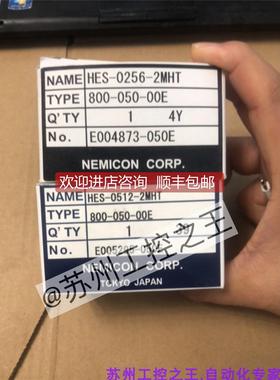 NAME HES-0256-2MHT
TYPE 800-050-00E
Q'TY 1 4Y
No. E004873-050E
NEMICON CORP.
欢迎进店咨询 顺丰包邮
NAME HES-0512-2MHT
TYPE 800-050-00E
Q'TY 1
No.
NEMICON CORP.
TOKYO JAPAN
@苏州工控之王
苏州工控之王.自动化专家